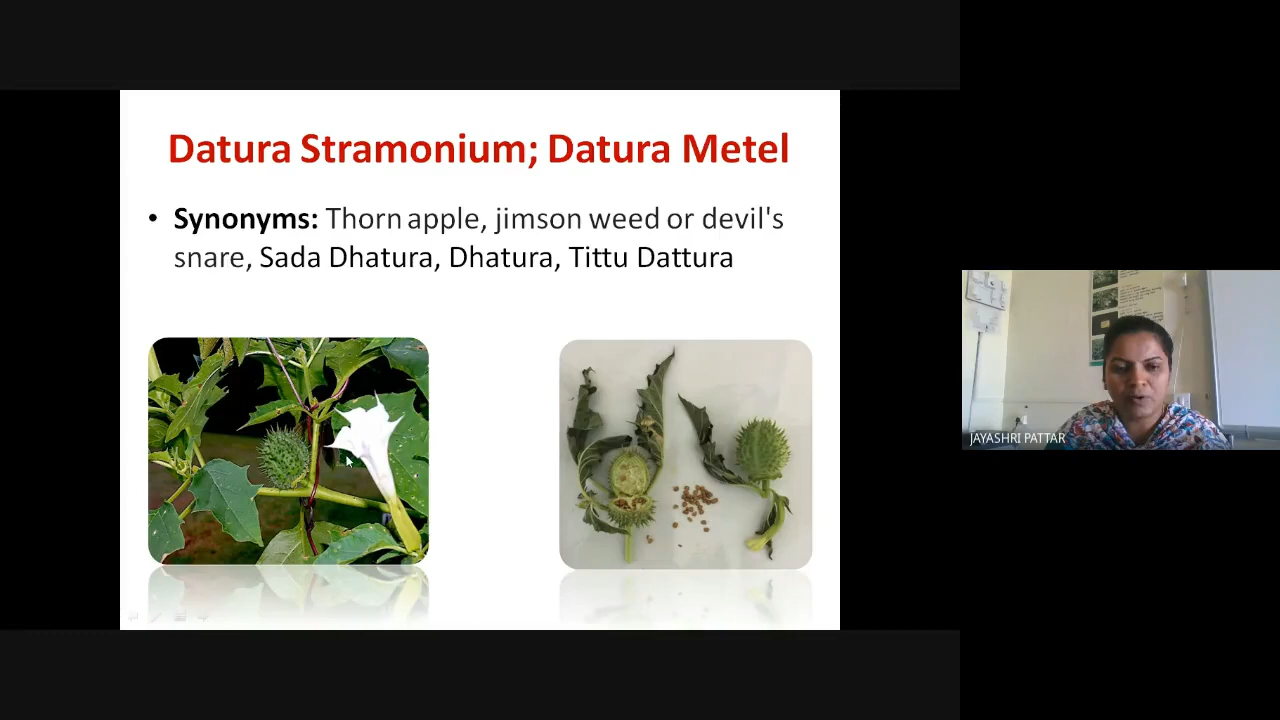 Datura Stramonium; Datura Metel
• Synonyms: Thorn apple, jimson weed or devil's
snare, Sada Dhatura, Dhatura, Tittu Dattura
JAYASHRI PATTAR